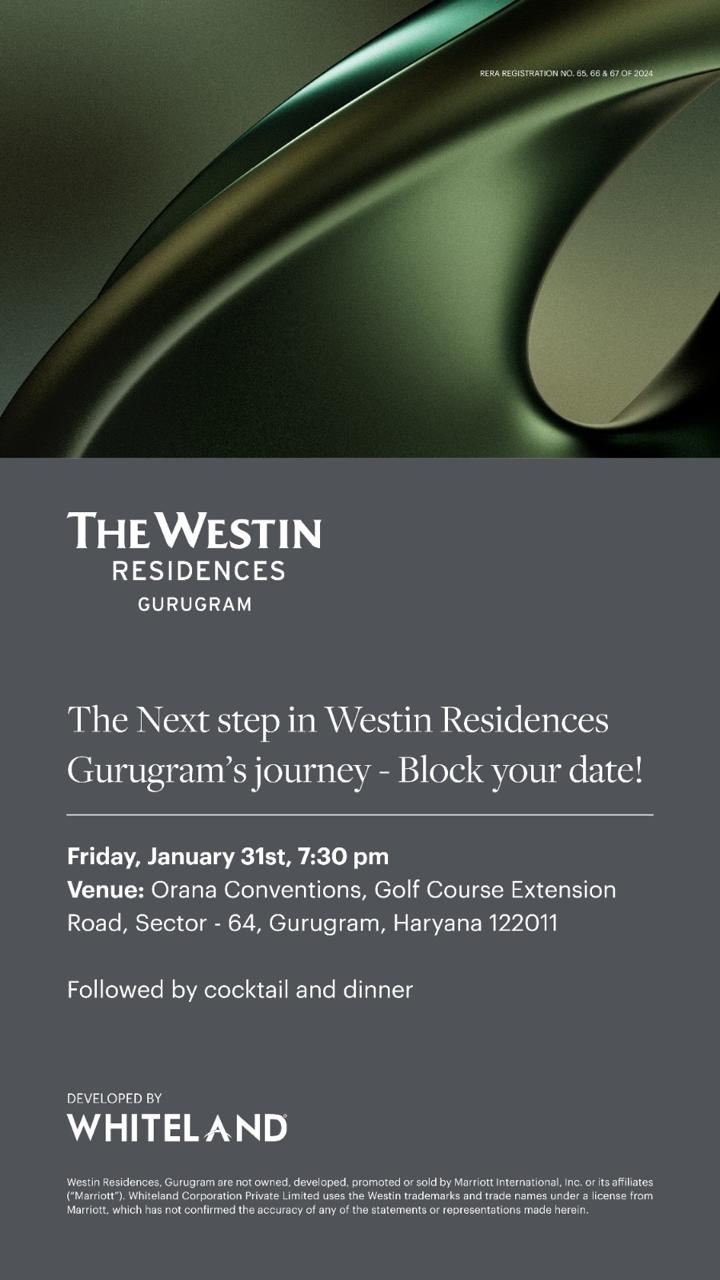 RERA REGISTRATION NO. 65, 66 & 67 OF 2024
THE WESTIN
RESIDENCES
GURUGRAM
The Next step in Westin Residences
Gurugram’s journey - Block your date!
Friday, January 31st, 7:30 pm
Venue: Orana Conventions, Golf Course Extension
Road, Sector - 64, Gurugram, Haryana 122011
Followed by cocktail and dinner
DEVELOPED BY
WHITELAND
Westin Residences, Gurugram are not owned, developed, promoted or sold by Marriott International, Inc. or its affiliates
(“Marriott”). Whiteland Corporation Private Limited uses the Westin trademarks and trade names under a license from
Marriott, which has not confirmed the accuracy of any of the statements or representations made herein.